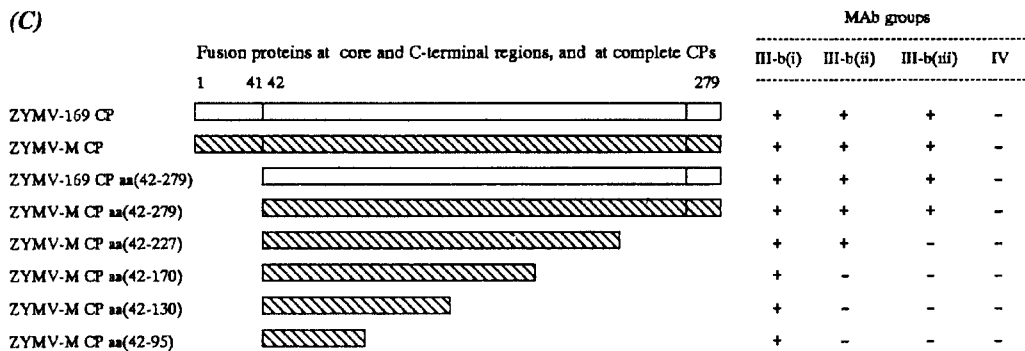 (C)
MAb groups
Fusion proteins at core and C-terminal regions, and at complete CPs
III-b(i) III-b(ii) III-b(iii) IV
1 41 42 279
ZYMV-169 CP + + + -
ZYMV-M CP + + + -
ZYMV-169 CP aa(42-279) + + + -
ZYMV-M CP aa(42-279) + + + -
ZYMV-M CP aa(42-227) + + - -
ZYMV-M CP aa(42-170) + - - -
ZYMV-M CP aa(42-130) + - - -
ZYMV-M CP aa(42-95) + - - -